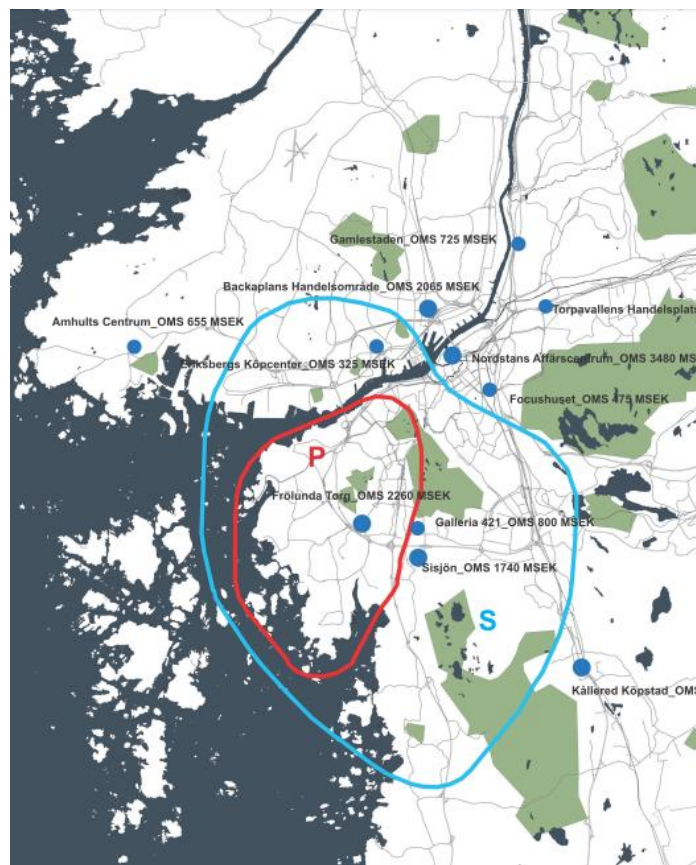 Gamlestaden_OMS 725 MSEK
Backaplans Handelsområde_OMS 2065 MSEK
Torpavallens Handelsplats
Amhults Centrum_OMS 655 MSEK
Eriksbergs Köpcenter_OMS 325 MSEK
Nordstans Affärscentrum_OMS 3480 MS
Focushuset_OMS 475 MSEK
P
Frölunda Torg_OMS 2260 MSEK
Galleria 421_OMS 800 MSEK
Sisjön_OMS 1740 MSEK
S
Kållered Köpstad_OMS